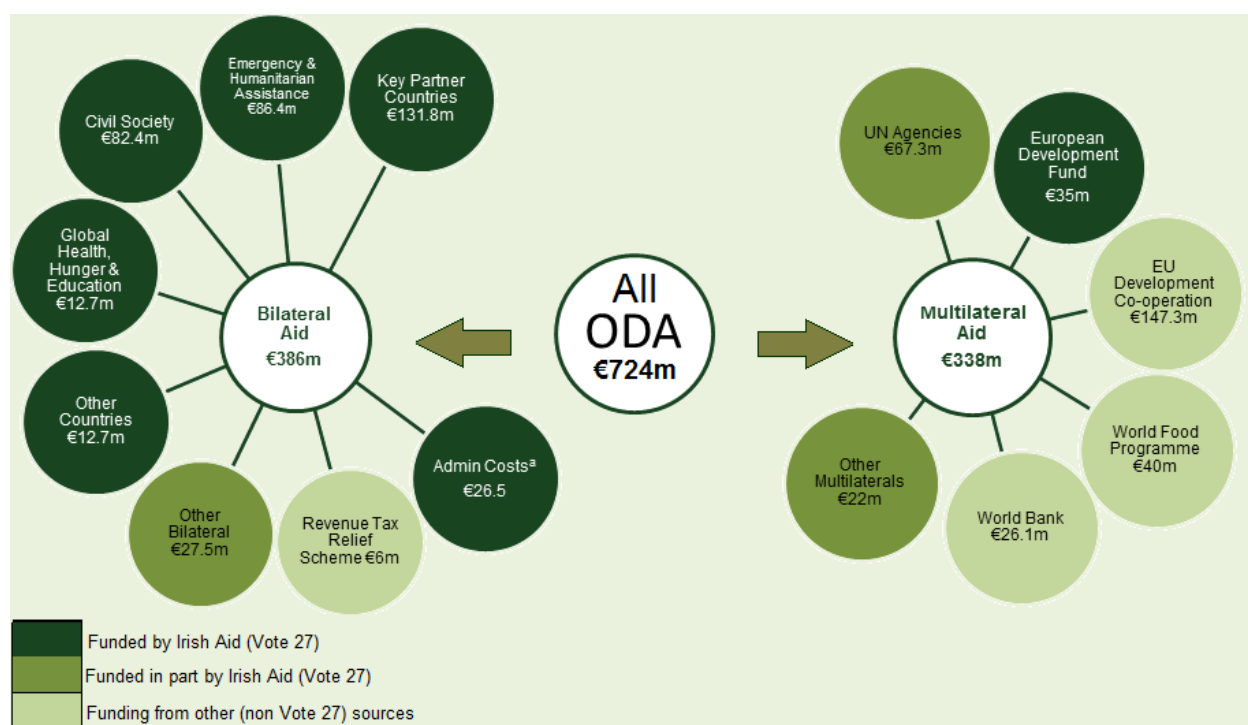 Emergency &
Humanitarian
Assistance
€86.4m
Key Partner
Countries
€131.8m
Civil Society
€82.4m
Global
Health,
Hunger &
Education
€12.7m
Bilateral
Aid
€386m
Other
Countries
€12.7m
Other
Bilateral
€27.5m
Revenue Tax
Relief
Scheme €6m
Admin Costsª
€26.5
All
ODA
€724m
UN Agencies
€67.3m
European
Development
Fund
€35m
EU
Development
Co-operation
€147.3m
Multilateral
Aid
€338m
World Food
Programme
€40m
Other
Multilaterals
€22m
World Bank
€26.1m
Funded by Irish Aid (Vote 27)
Funded in part by Irish Aid (Vote 27)
Funding from other (non Vote 27) sources